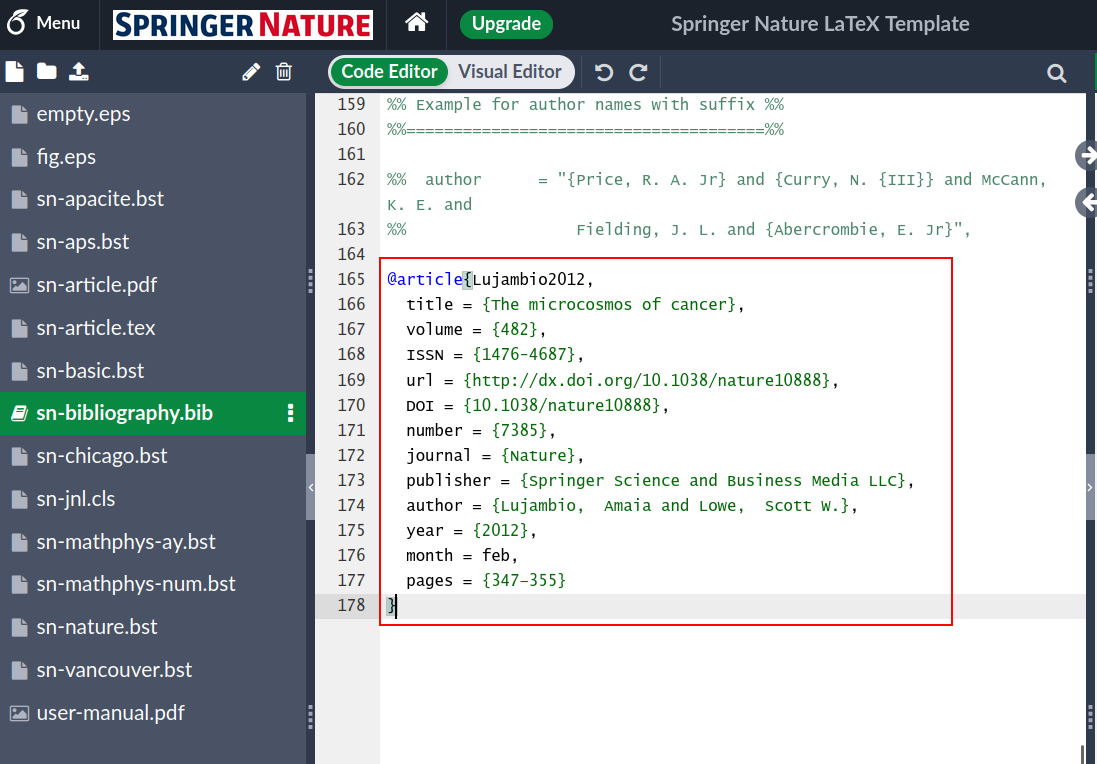 Menu
SPRINGER NATURE
Upgrade
Springer Nature LaTeX Template
Code Editor
Visual Editor
empty.eps
fig.eps
sn-apacite.bst
sn-aps.bst
sn-article.pdf
sn-article.tex
sn-basic.bst
sn-bibliography.bib
sn-chicago.bst
sn-jnl.cls
sn-mathphys-ay.bst
sn-mathphys-num.bst
sn-nature.bst
sn-vancouver.bst
user-manual.pdf
159 %% Example for author names with suffix %%
160 %%======================================%%
161
162 %%  author      = "{Price, R. A. Jr} and {Curry, N. {III}} and McCann,
K. E. and
163 %%                  Fielding, J. L. and {Abercrombie, E. Jr}",
164
165 @article{Lujambio2012,
166   title = {The microcosmos of cancer},
167   volume = {482},
168   ISSN = {1476-4687},
169   url = {http://dx.doi.org/10.1038/nature10888},
170   DOI = {10.1038/nature10888},
171   number = {7385},
172   journal = {Nature},
173   publisher = {Springer Science and Business Media LLC},
174   author = {Lujambio,  Amaia and Lowe,  Scott W.},
175   year = {2012},
176   month = feb,
177   pages = {347–355}
178 }